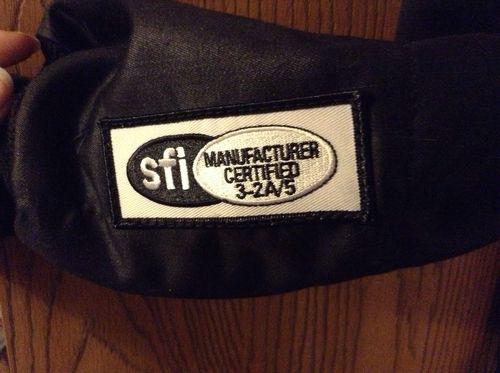 sfi
MANUFACTURER
CERTIFIED
3-2A/5